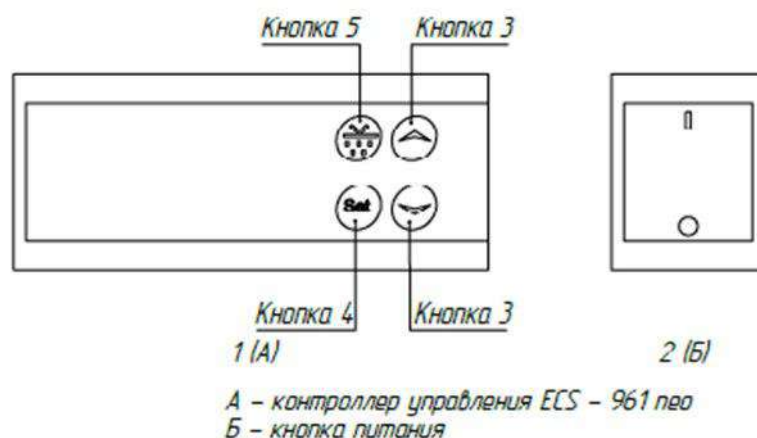 Кнопка 5 Кнопка 3
Set
Кнопка 4 Кнопка 3
1 (А) 2 (Б)
А – контроллер управления ECS – 961 neo
Б – кнопка питания